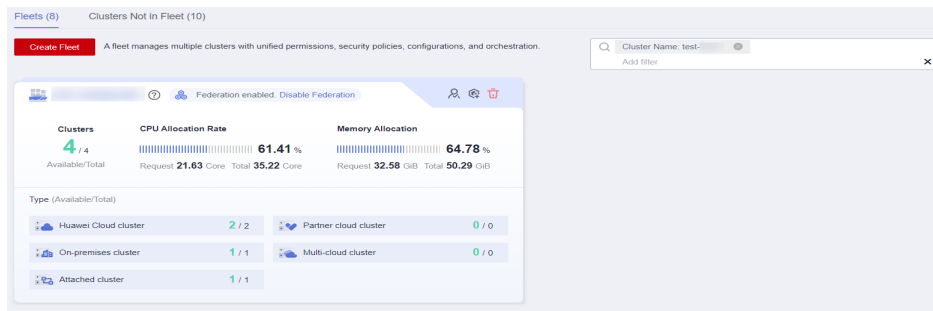 Fleets (8) Clusters Not in Fleet (10)
Create Fleet A fleet manages multiple clusters with unified permissions, security policies, configurations, and orchestration.
Cluster Name: test-
Add filter
Federation enabled. Disable Federation
Clusters CPU Allocation Rate Memory Allocation
4 / 4 61.41 % 64.78 %
Available/Total Request 21.63 Core Total 35.22 Core Request 32.58 GiB Total 50.29 GiB
Type (Available/Total)
Huawei Cloud cluster 2 / 2 Partner cloud cluster 0 / 0
On-premises cluster 1 / 1 Multi-cloud cluster 0 / 0
Attached cluster 1 / 1